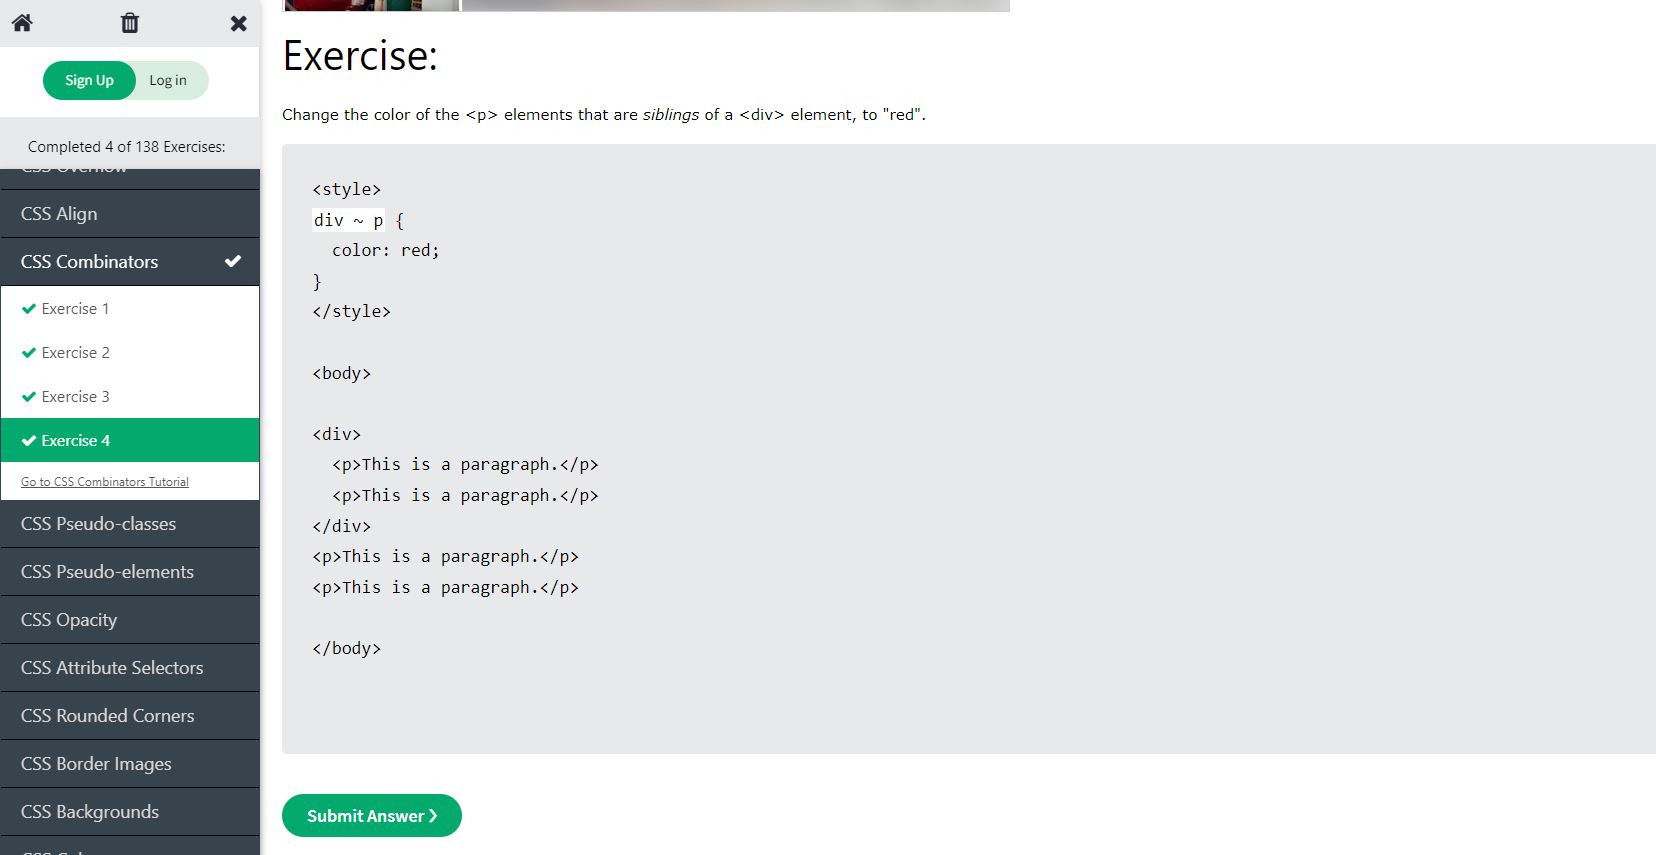 Sign Up Log in
Completed 4 of 138 Exercises:
CSS Overflow
CSS Align
CSS Combinators
Exercise 1
Exercise 2
Exercise 3
Exercise 4
Go to CSS Combinators Tutorial
CSS Pseudo-classes
CSS Pseudo-elements
CSS Opacity
CSS Attribute Selectors
CSS Rounded Corners
CSS Border Images
CSS Backgrounds
Exercise:
Change the color of the <p> elements that are siblings of a <div> element, to "red".
<style>
div ~ p {
  color: red;
}
</style>
<body>
<div>
  <p>This is a paragraph.</p>
  <p>This is a paragraph.</p>
</div>
<p>This is a paragraph.</p>
<p>This is a paragraph.</p>
</body>
Submit Answer ❯